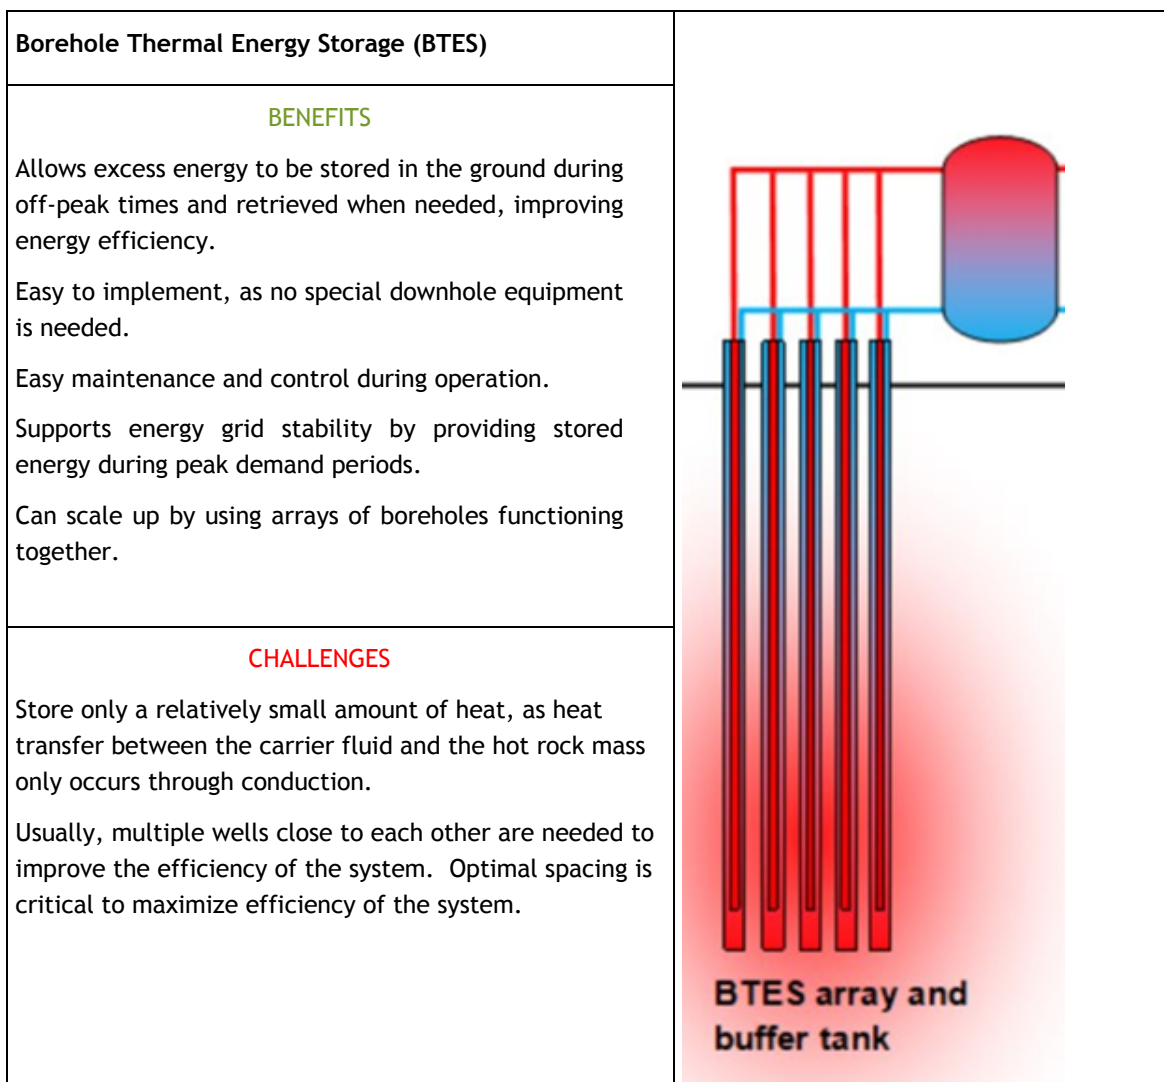 Borehole Thermal Energy Storage (BTES)
BENEFITS
Allows excess energy to be stored in the ground during
off-peak times and retrieved when needed, improving
energy efficiency.
Easy to implement, as no special downhole equipment
is needed.
Easy maintenance and control during operation.
Supports energy grid stability by providing stored
energy during peak demand periods.
Can scale up by using arrays of boreholes functioning
together.
CHALLENGES
Store only a relatively small amount of heat, as heat
transfer between the carrier fluid and the hot rock mass
only occurs through conduction.
Usually, multiple wells close to each other are needed to
improve the efficiency of the system. Optimal spacing is
critical to maximize efficiency of the system.
BTES array and
buffer tank